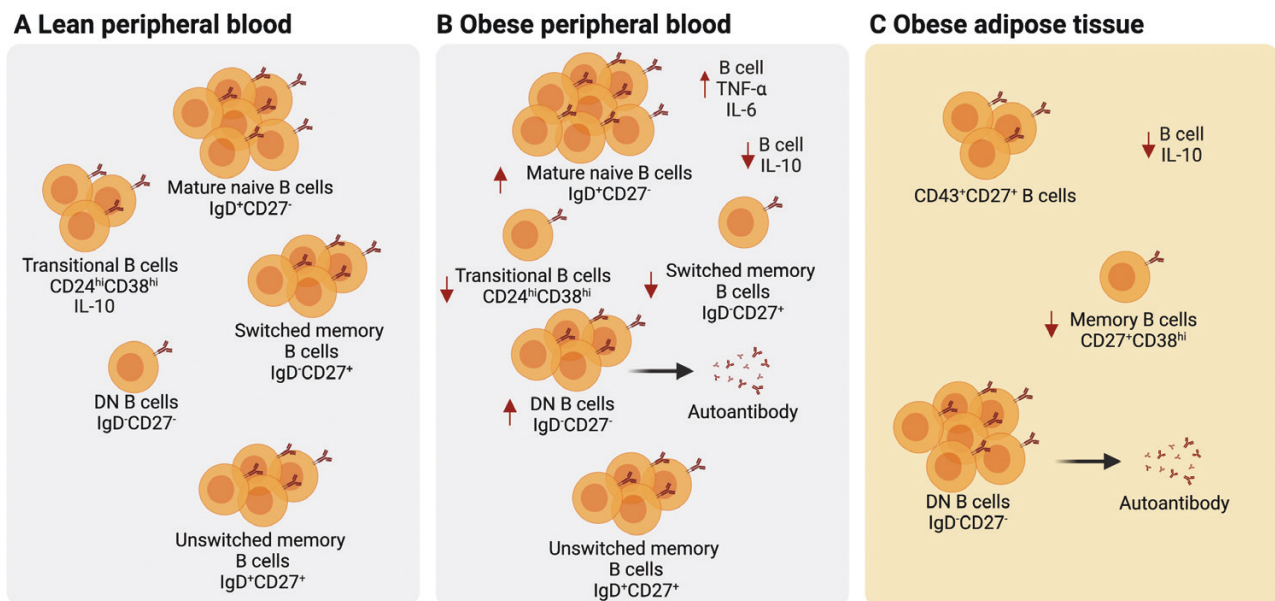 A Lean peripheral blood
Mature naive B cells
IgD⁺CD27⁻
Transitional B cells
CD24ʰⁱCD38ʰⁱ
IL-10
Switched memory
B cells
IgD⁻CD27⁺
DN B cells
IgD⁻CD27⁻
Unswitched memory
B cells
IgD⁺CD27⁺
B Obese peripheral blood
B cell
TNF-α
IL-6
B cell
IL-10
Mature naive B cells
IgD⁺CD27⁻
Transitional B cells
CD24ʰⁱCD38ʰⁱ
Switched memory
B cells
IgD⁻CD27⁺
DN B cells
IgD⁻CD27⁻
Autoantibody
Unswitched memory
B cells
IgD⁺CD27⁺
C Obese adipose tissue
CD43⁺CD27⁺ B cells
B cell
IL-10
Memory B cells
CD27⁺CD38ʰⁱ
DN B cells
IgD⁻CD27⁻
Autoantibody